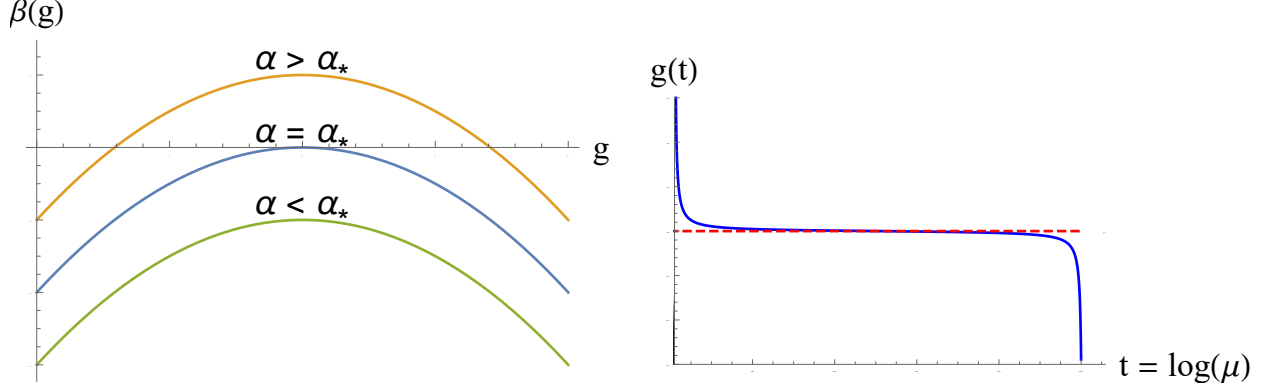 β(g)
α > α*
α = α*
g
α < α*
g(t)
t = log(μ)